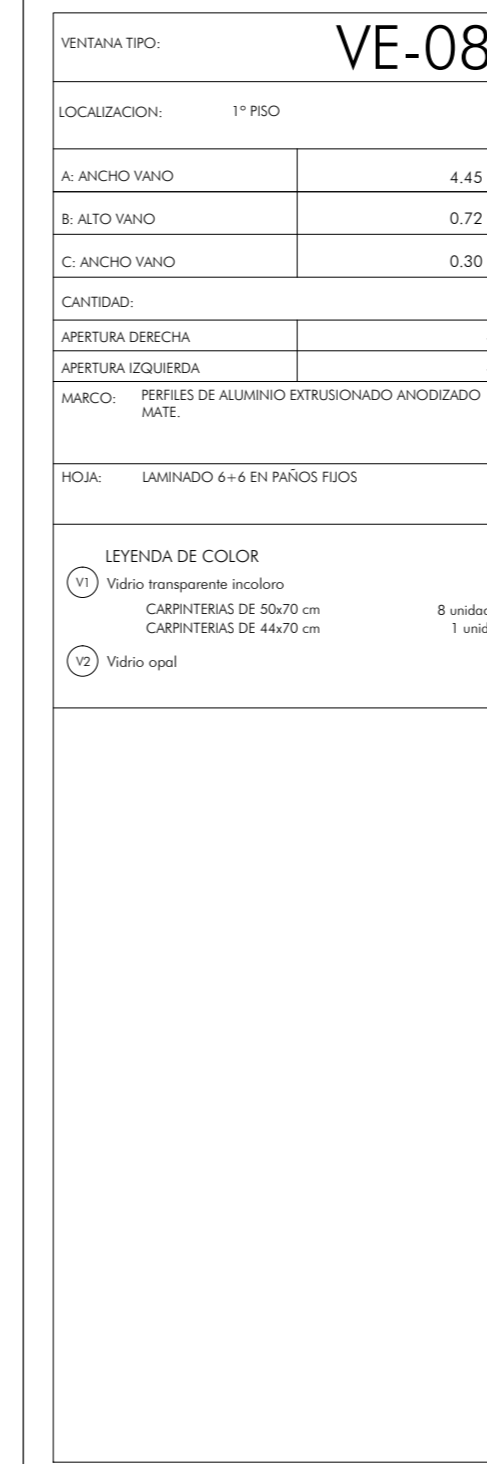 VENTANA TIPO: VE-08
LOCALIZACION: 1º PISO
A: ANCHO VANO 4.45
B: ALTO VANO 0.72
C: ANCHO VANO 0.30
CANTIDAD:
APERTURA DERECHA
APERTURA IZQUIERDA
MARCO: PERFILES DE ALUMINIO EXTRUSIONADO ANODIZADO
MATE.
HOJA: LAMINADO 6+6 EN PAÑOS FIJOS
LEYENDA DE COLOR
V1 Vidrio transparente incoloro
CARPINTERIAS DE 50x70 cm 8
CARPINTERIAS DE 44x70 cm 1
V2 Vidrio opal